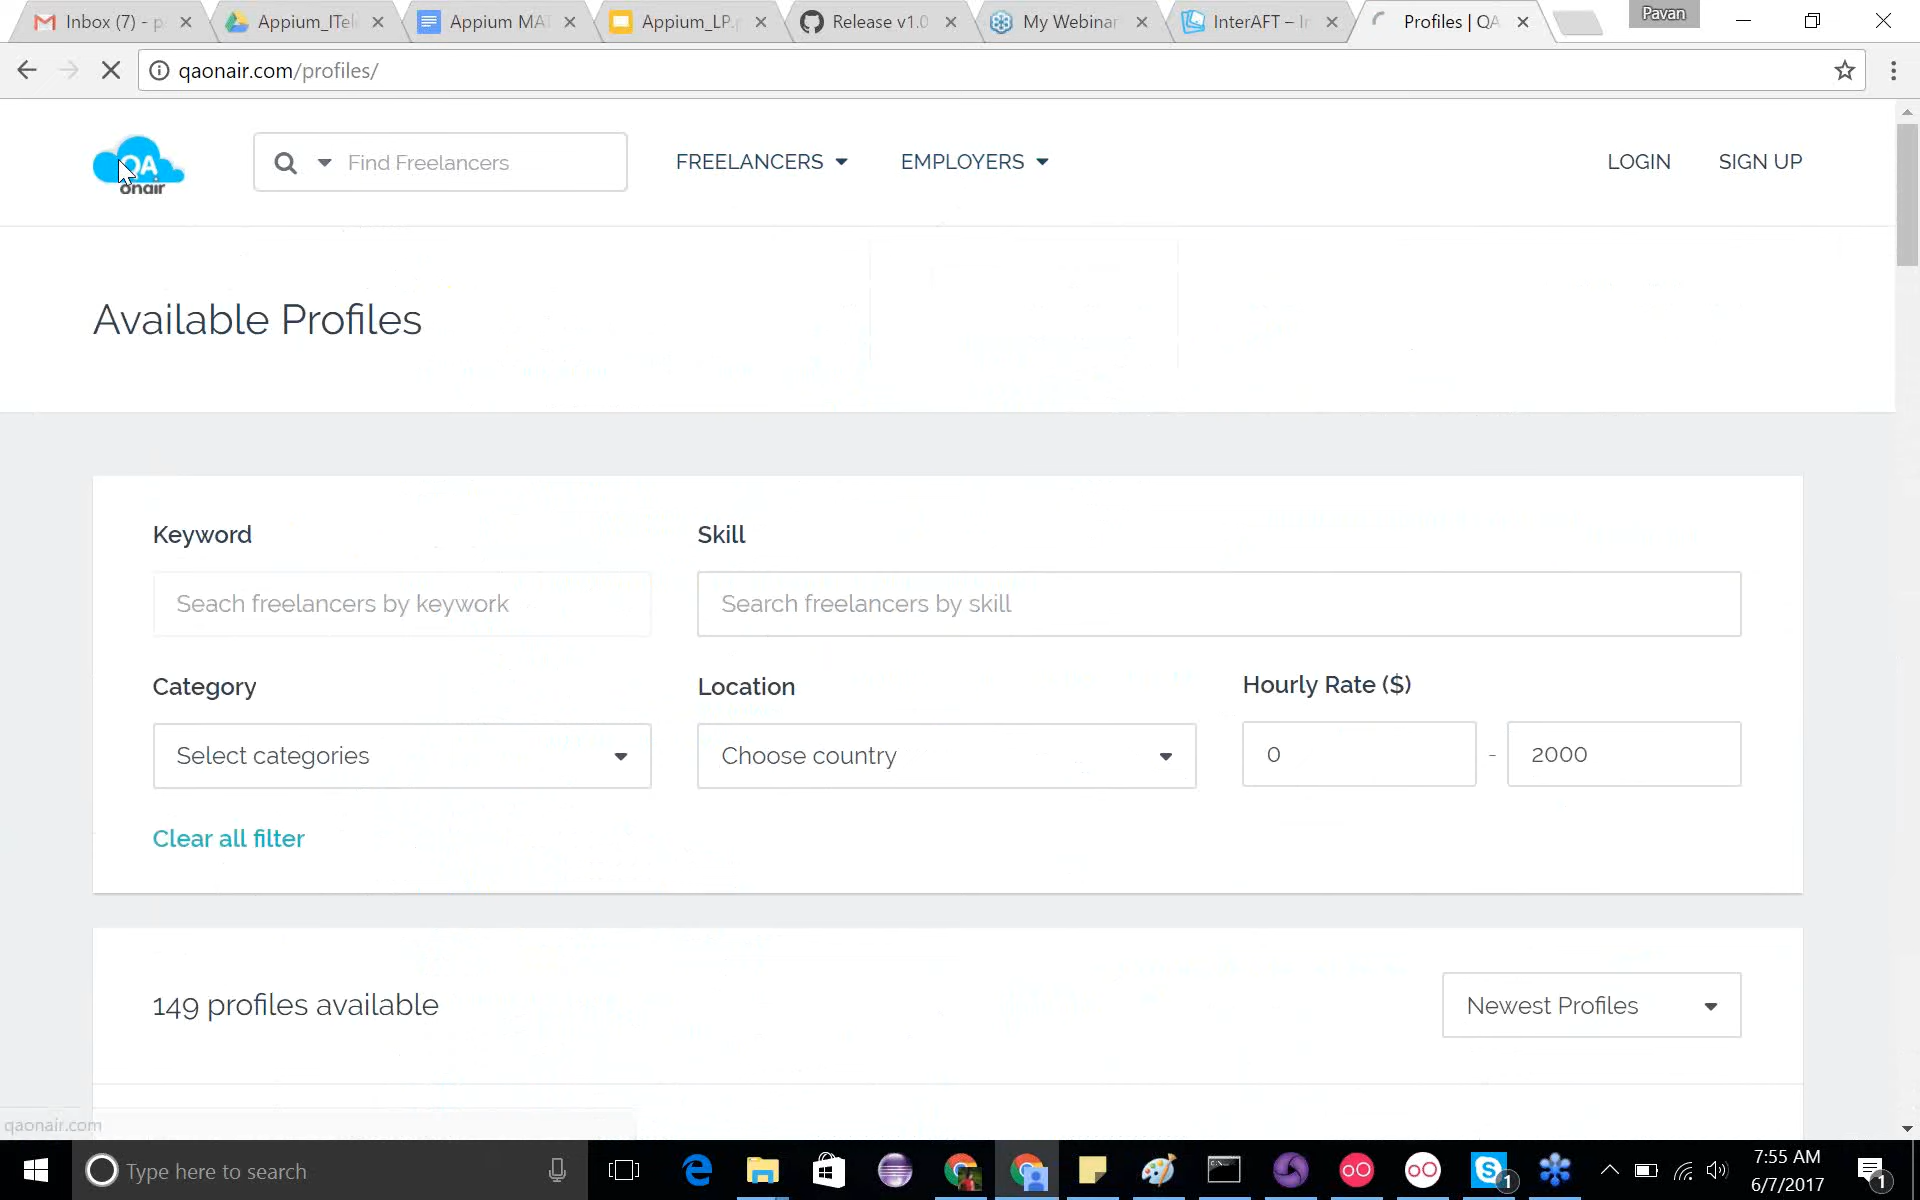 Inbox (7) - p
Appium_ITel
Appium MAT
Appium_LP.p
Release v1.0
My Webinar
InterAFT – In
Profiles | QA
Pavan
qaonair.com/profiles/
QA
onair
Find Freelancers
FREELANCERS
EMPLOYERS
LOGIN
SIGN UP
Available Profiles
Keyword
Skill
Seach freelancers by keywork
Search freelancers by skill
Category
Location
Hourly Rate ($)
Select categories
Choose country
0
-
2000
Clear all filter
149 profiles available
Newest Profiles
qaonair.com
Type here to search
1
7:55 AM
6/7/2017
1